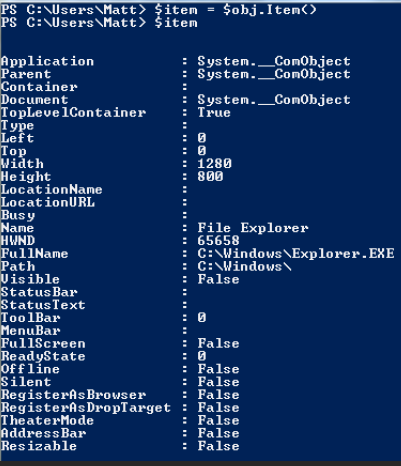 PS C:\Users\Matt> $item = $obj.Item()
PS C:\Users\Matt> $item
Application : System.__ComObject
Parent : System.__ComObject
Container :
Document : System.__ComObject
TopLevelContainer : True
Type :
Left : 0
Top : 0
Width : 1280
Height : 800
LocationName :
LocationURL :
Busy :
Name : File Explorer
HWND : 65658
FullName : C:\Windows\Explorer.EXE
Path : C:\Windows\
Visible : False
StatusBar :
StatusText :
ToolBar : 0
MenuBar :
FullScreen : False
ReadyState : 0
Offline : False
Silent : False
RegisterAsBrowser : False
RegisterAsDropTarget : False
TheaterMode : False
AddressBar : False
Resizable : False